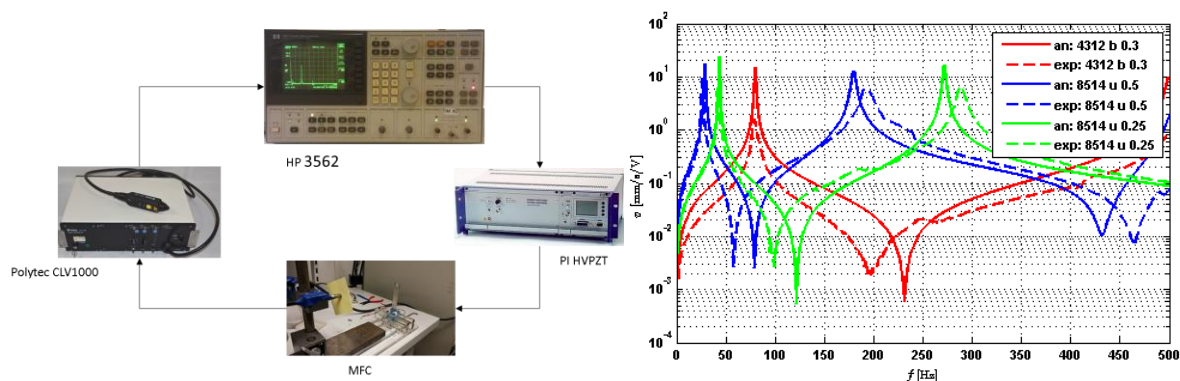 HP 3562
Polytec CLV1000
PI HVPZT
MFC
10^2
10^1
10^0
10^-1
10^-2
10^-3
10^-4
v [mm/s/V]
0 50 100 150 200 250 300 350 400 450 500
f [Hz]
an: 4312 b 0.3
exp: 4312 b 0.3
an: 8514 u 0.5
exp: 8514 u 0.5
an: 8514 u 0.25
exp: 8514 u 0.25